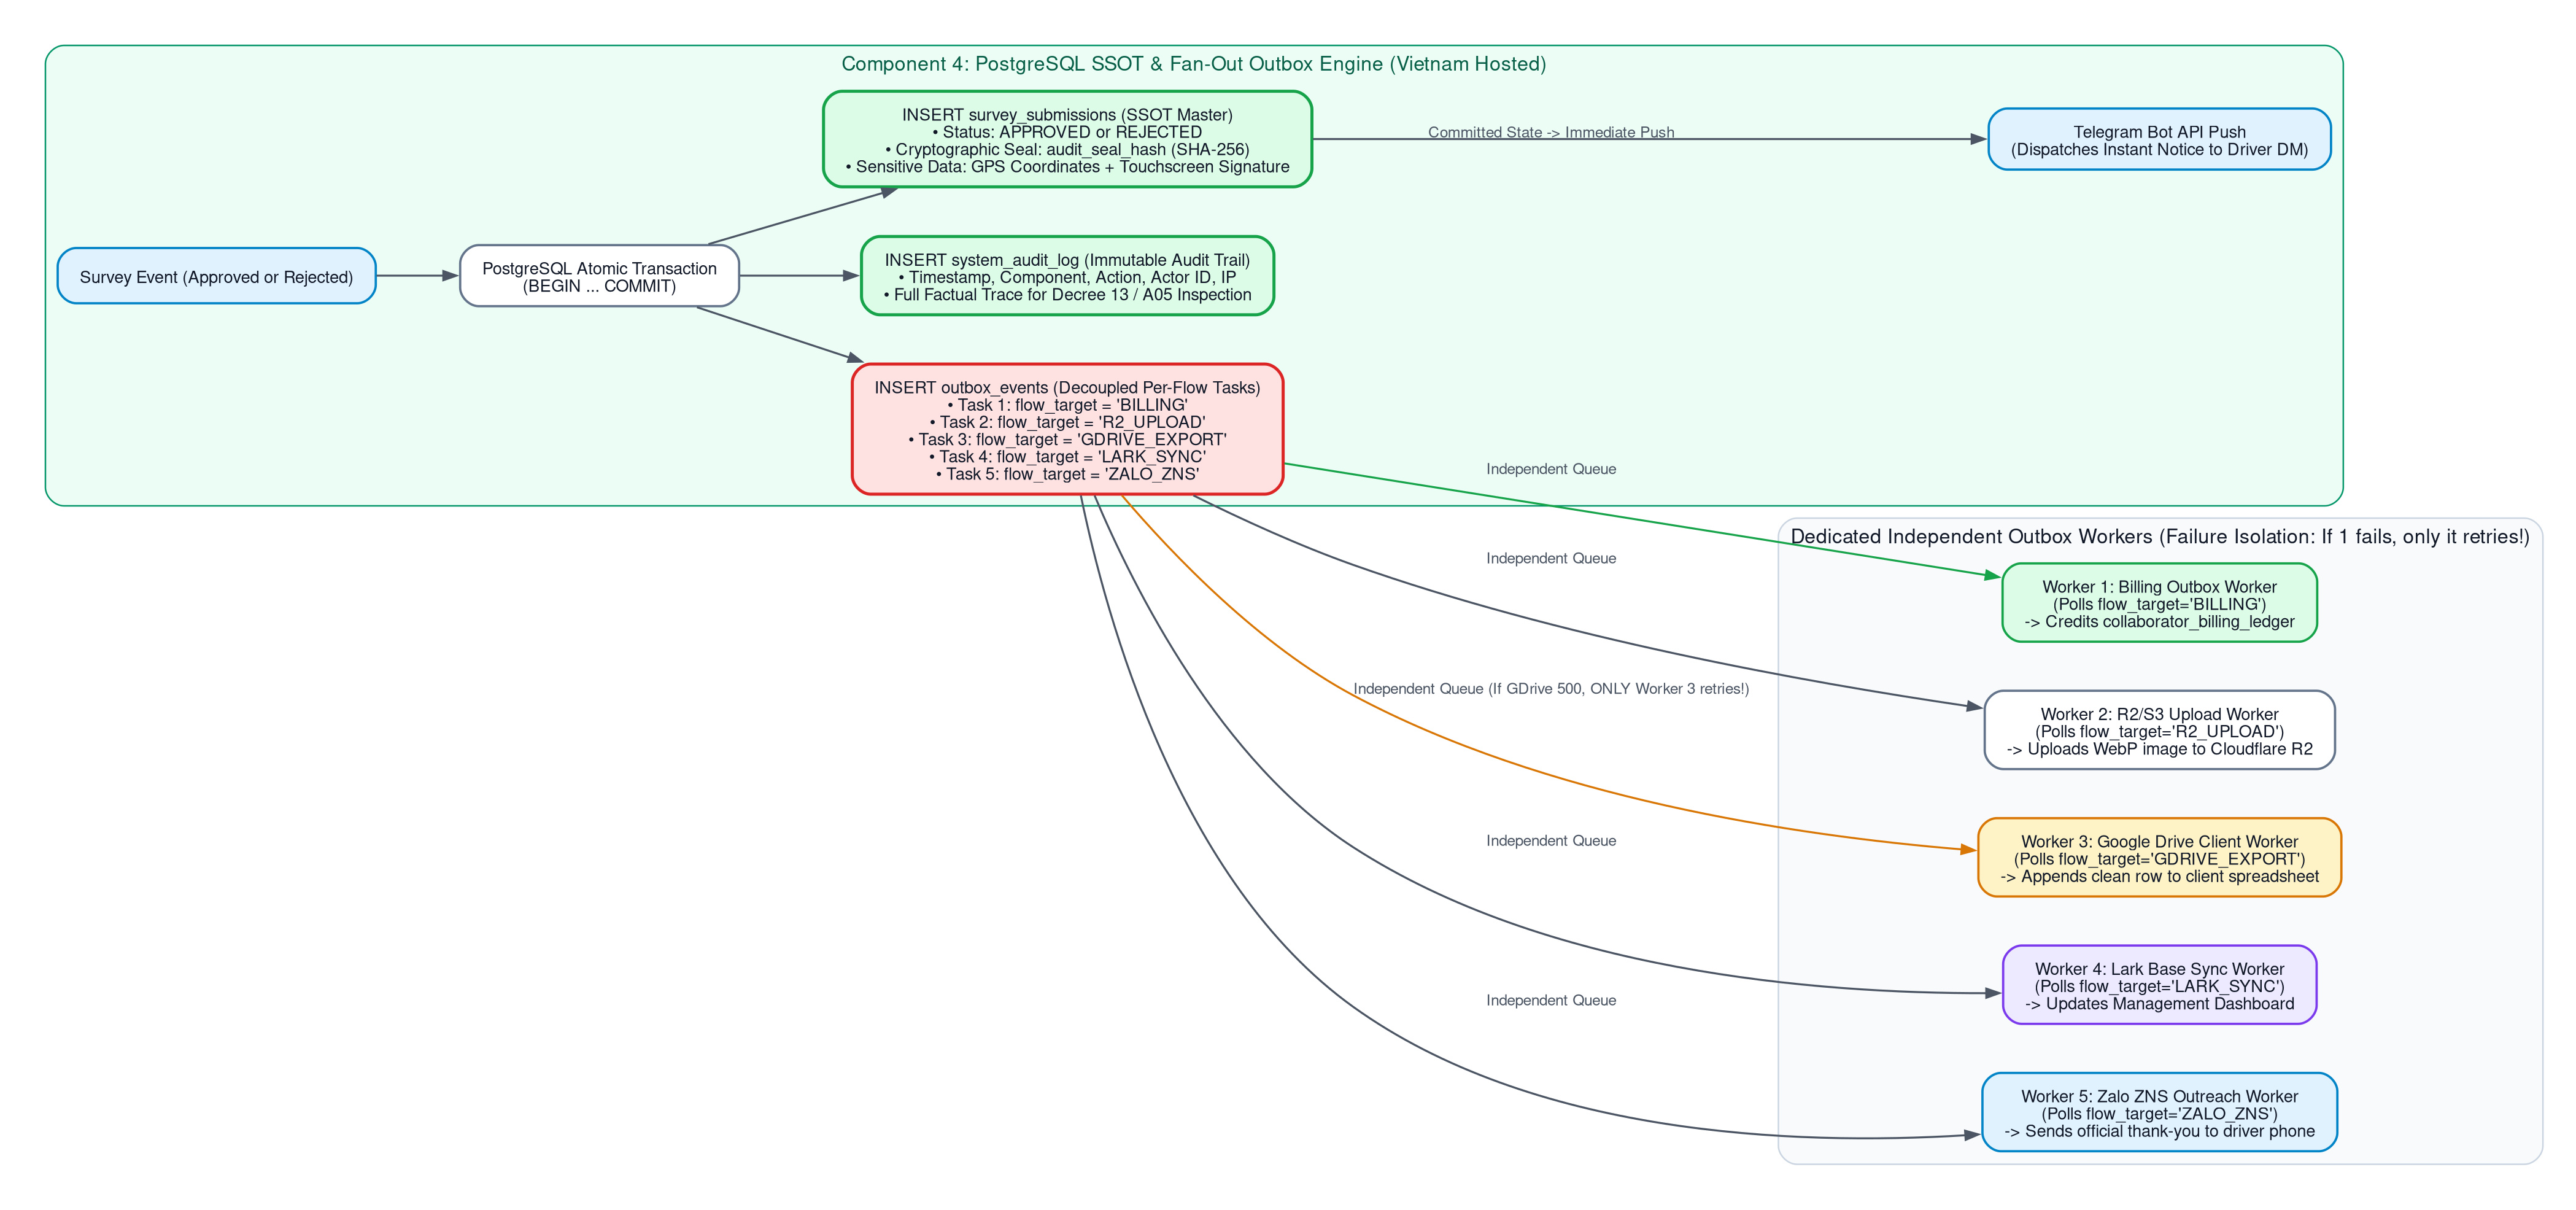 Component 4: PostgreSQL SSOT & Fan-Out Outbox Engine (Vietnam Hosted)
INSERT survey_submissions (SSOT Master)
• Status: APPROVED or REJECTED
• Cryptographic Seal: audit_seal_hash (SHA-256)
• Sensitive Data: GPS Coordinates + Touchscreen Signature
Committed State -> Immediate Push
Telegram Bot API Push
(Dispatches Instant Notice to Driver DM)
Survey Event (Approved or Rejected)
PostgreSQL Atomic Transaction
(BEGIN ... COMMIT)
INSERT system_audit_log (Immutable Audit Trail)
• Timestamp, Component, Action, Actor ID, IP
• Full Factual Trace for Decree 13 / A05 Inspection
INSERT outbox_events (Decoupled Per-Flow Tasks)
• Task 1: flow_target = 'BILLING'
• Task 2: flow_target = 'R2_UPLOAD'
• Task 3: flow_target = 'GDRIVE_EXPORT'
• Task 4: flow_target = 'LARK_SYNC'
• Task 5: flow_target = 'ZALO_ZNS'
Independent Queue
Dedicated Independent Outbox Workers (Failure Isolation: If 1 fails, only it retries!)
Independent Queue
Worker 1: Billing Outbox Worker
(Polls flow_target='BILLING')
-> Credits collaborator_billing_ledger
Independent Queue (If GDrive 500, ONLY Worker 3 retries!)
Worker 2: R2/S3 Upload Worker
(Polls flow_target='R2_UPLOAD')
-> Uploads WebP image to Cloudflare R2
Independent Queue
Worker 3: Google Drive Client Worker
(Polls flow_target='GDRIVE_EXPORT')
-> Appends clean row to client spreadsheet
Worker 4: Lark Base Sync Worker
(Polls flow_target='LARK_SYNC')
-> Updates Management Dashboard
Independent Queue
Worker 5: Zalo ZNS Outreach Worker
(Polls flow_target='ZALO_ZNS')
-> Sends official thank-you to driver phone